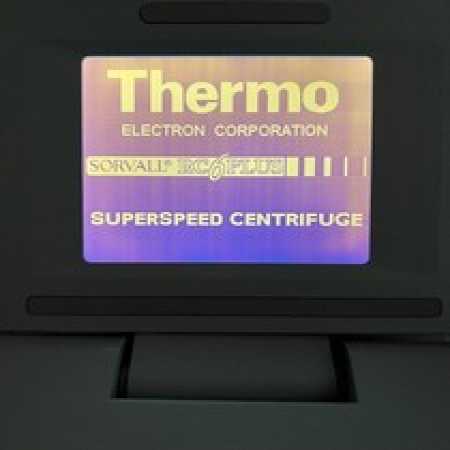 Thermo
ELECTRON CORPORATION
SORVALL® RC6 PLUS
SUPERSPEED CENTRIFUGE